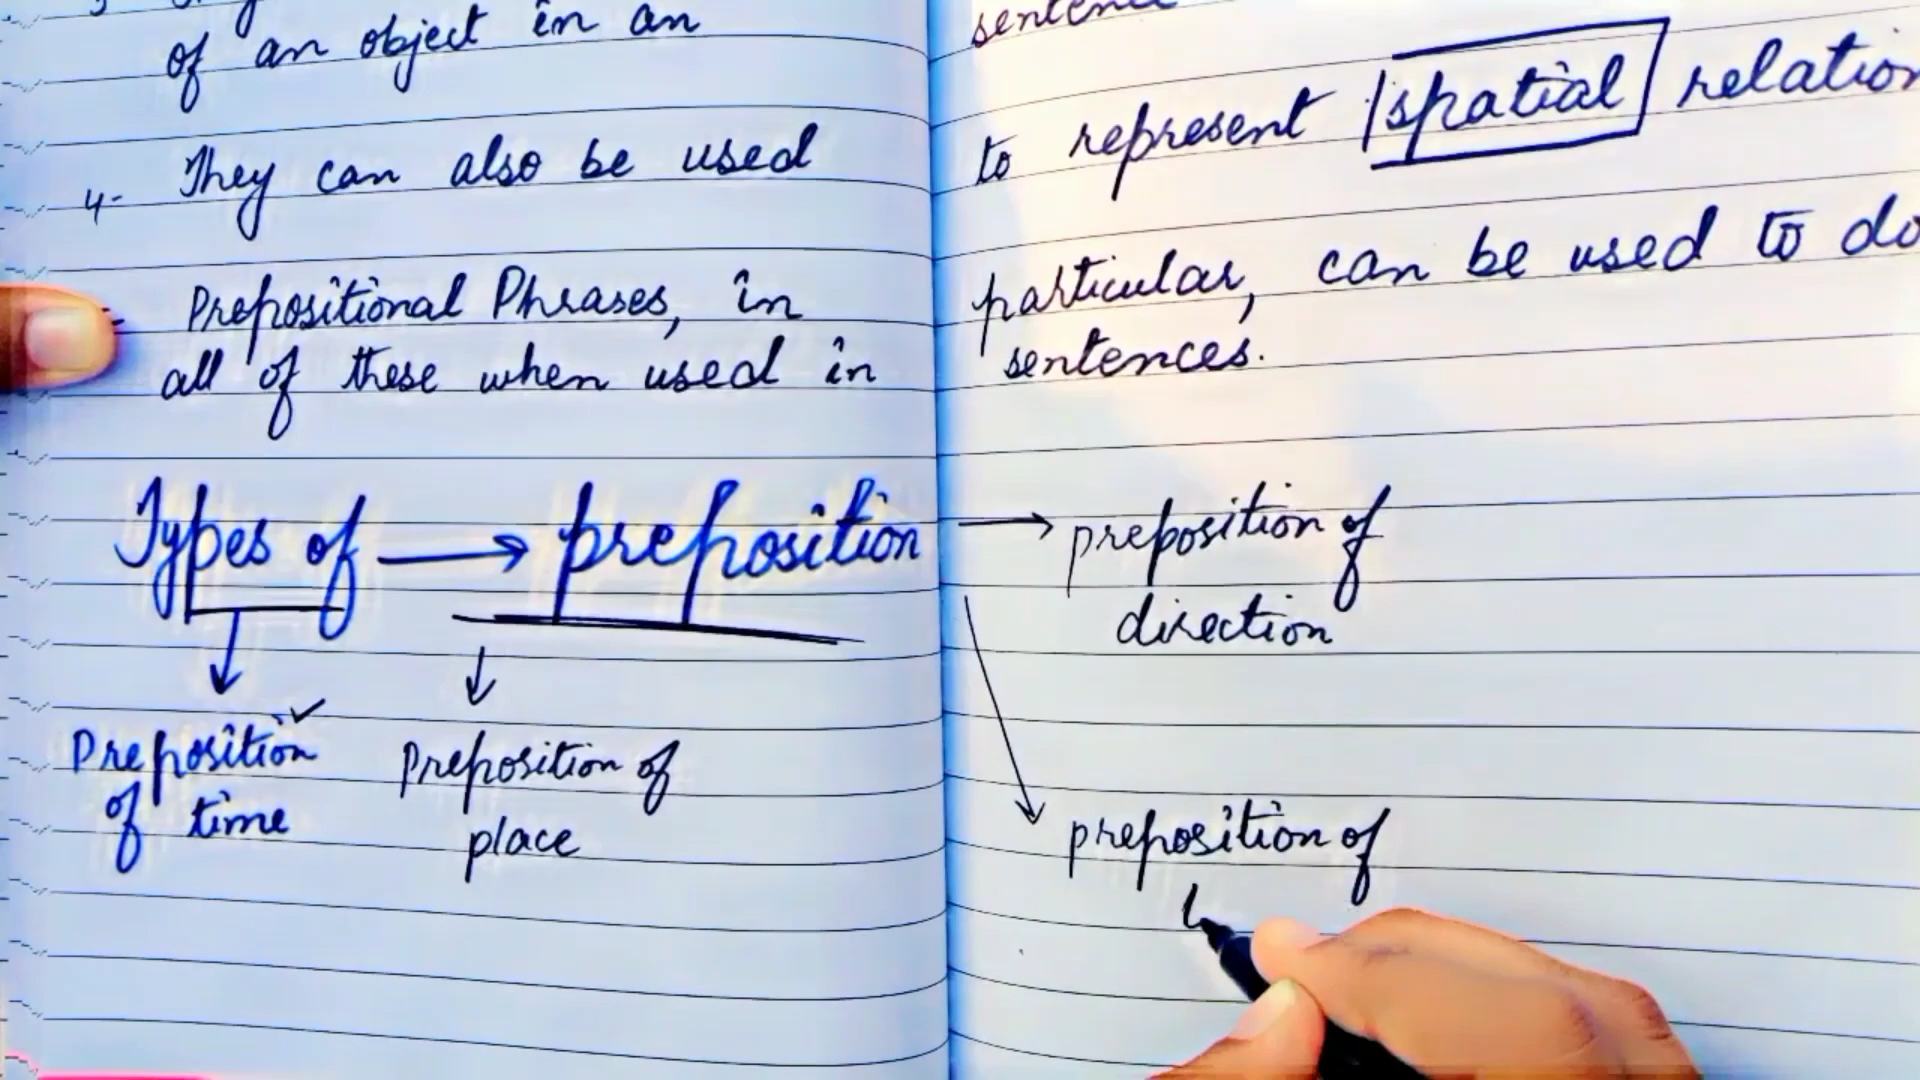 of an object in an
sentence
4- They can also be used
to represent spatial relation
Prepositional Phrases, in
particular, can be used to do
all of these when used in
sentences.
Types of → preposition
→ preposition of
direction
Preposition
of time
Preposition of
place
preposition of